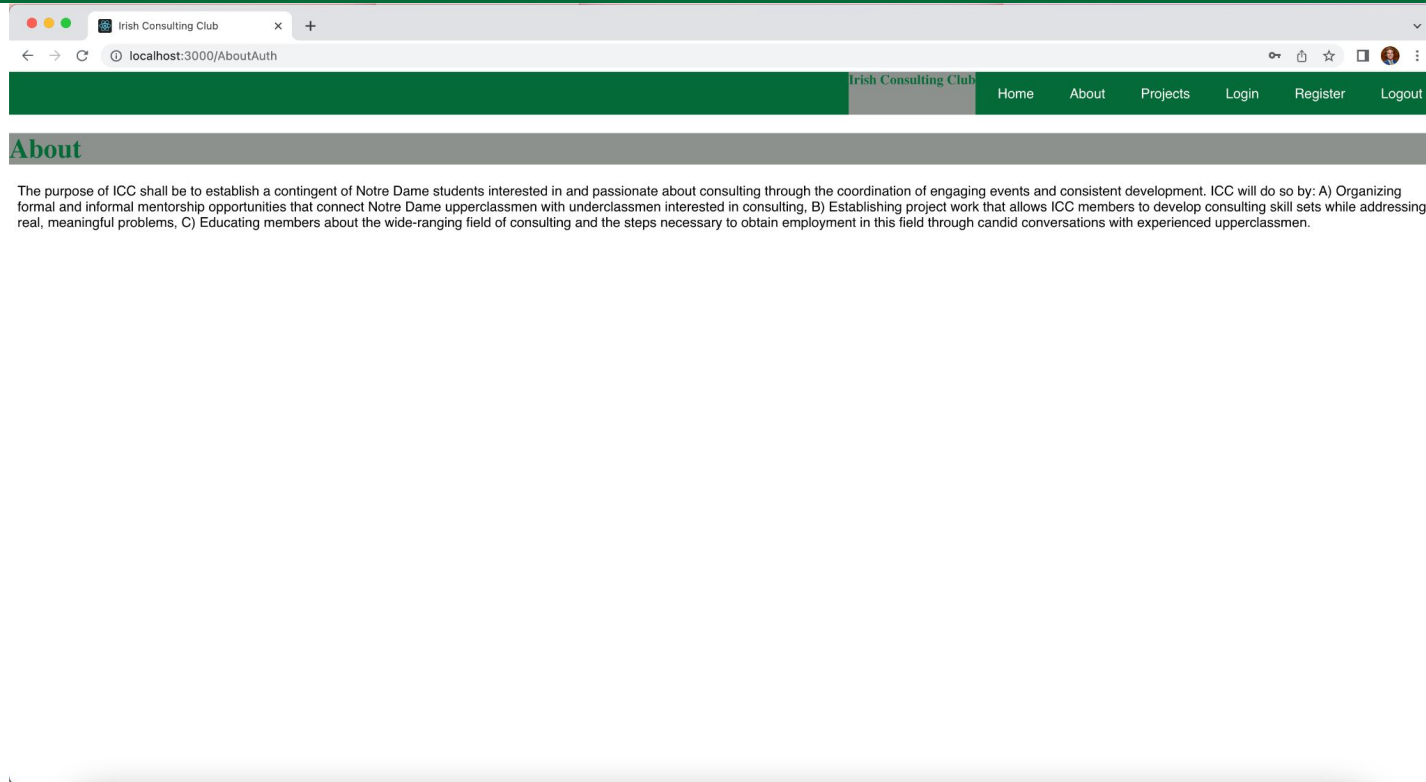 Irish Consulting Club
localhost:3000/AboutAuth
Irish Consulting Club
Home About Projects Login Register Logout
About
The purpose of ICC shall be to establish a contingent of Notre Dame students interested in and passionate about consulting through the coordination of engaging events and consistent development. ICC will do so by: A) Organizing
formal and informal mentorship opportunities that connect Notre Dame upperclassmen with underclassmen interested in consulting, B) Establishing project work that allows ICC members to develop consulting skill sets while addressing
real, meaningful problems, C) Educating members about the wide-ranging field of consulting and the steps necessary to obtain employment in this field through candid conversations with experienced upperclassmen.